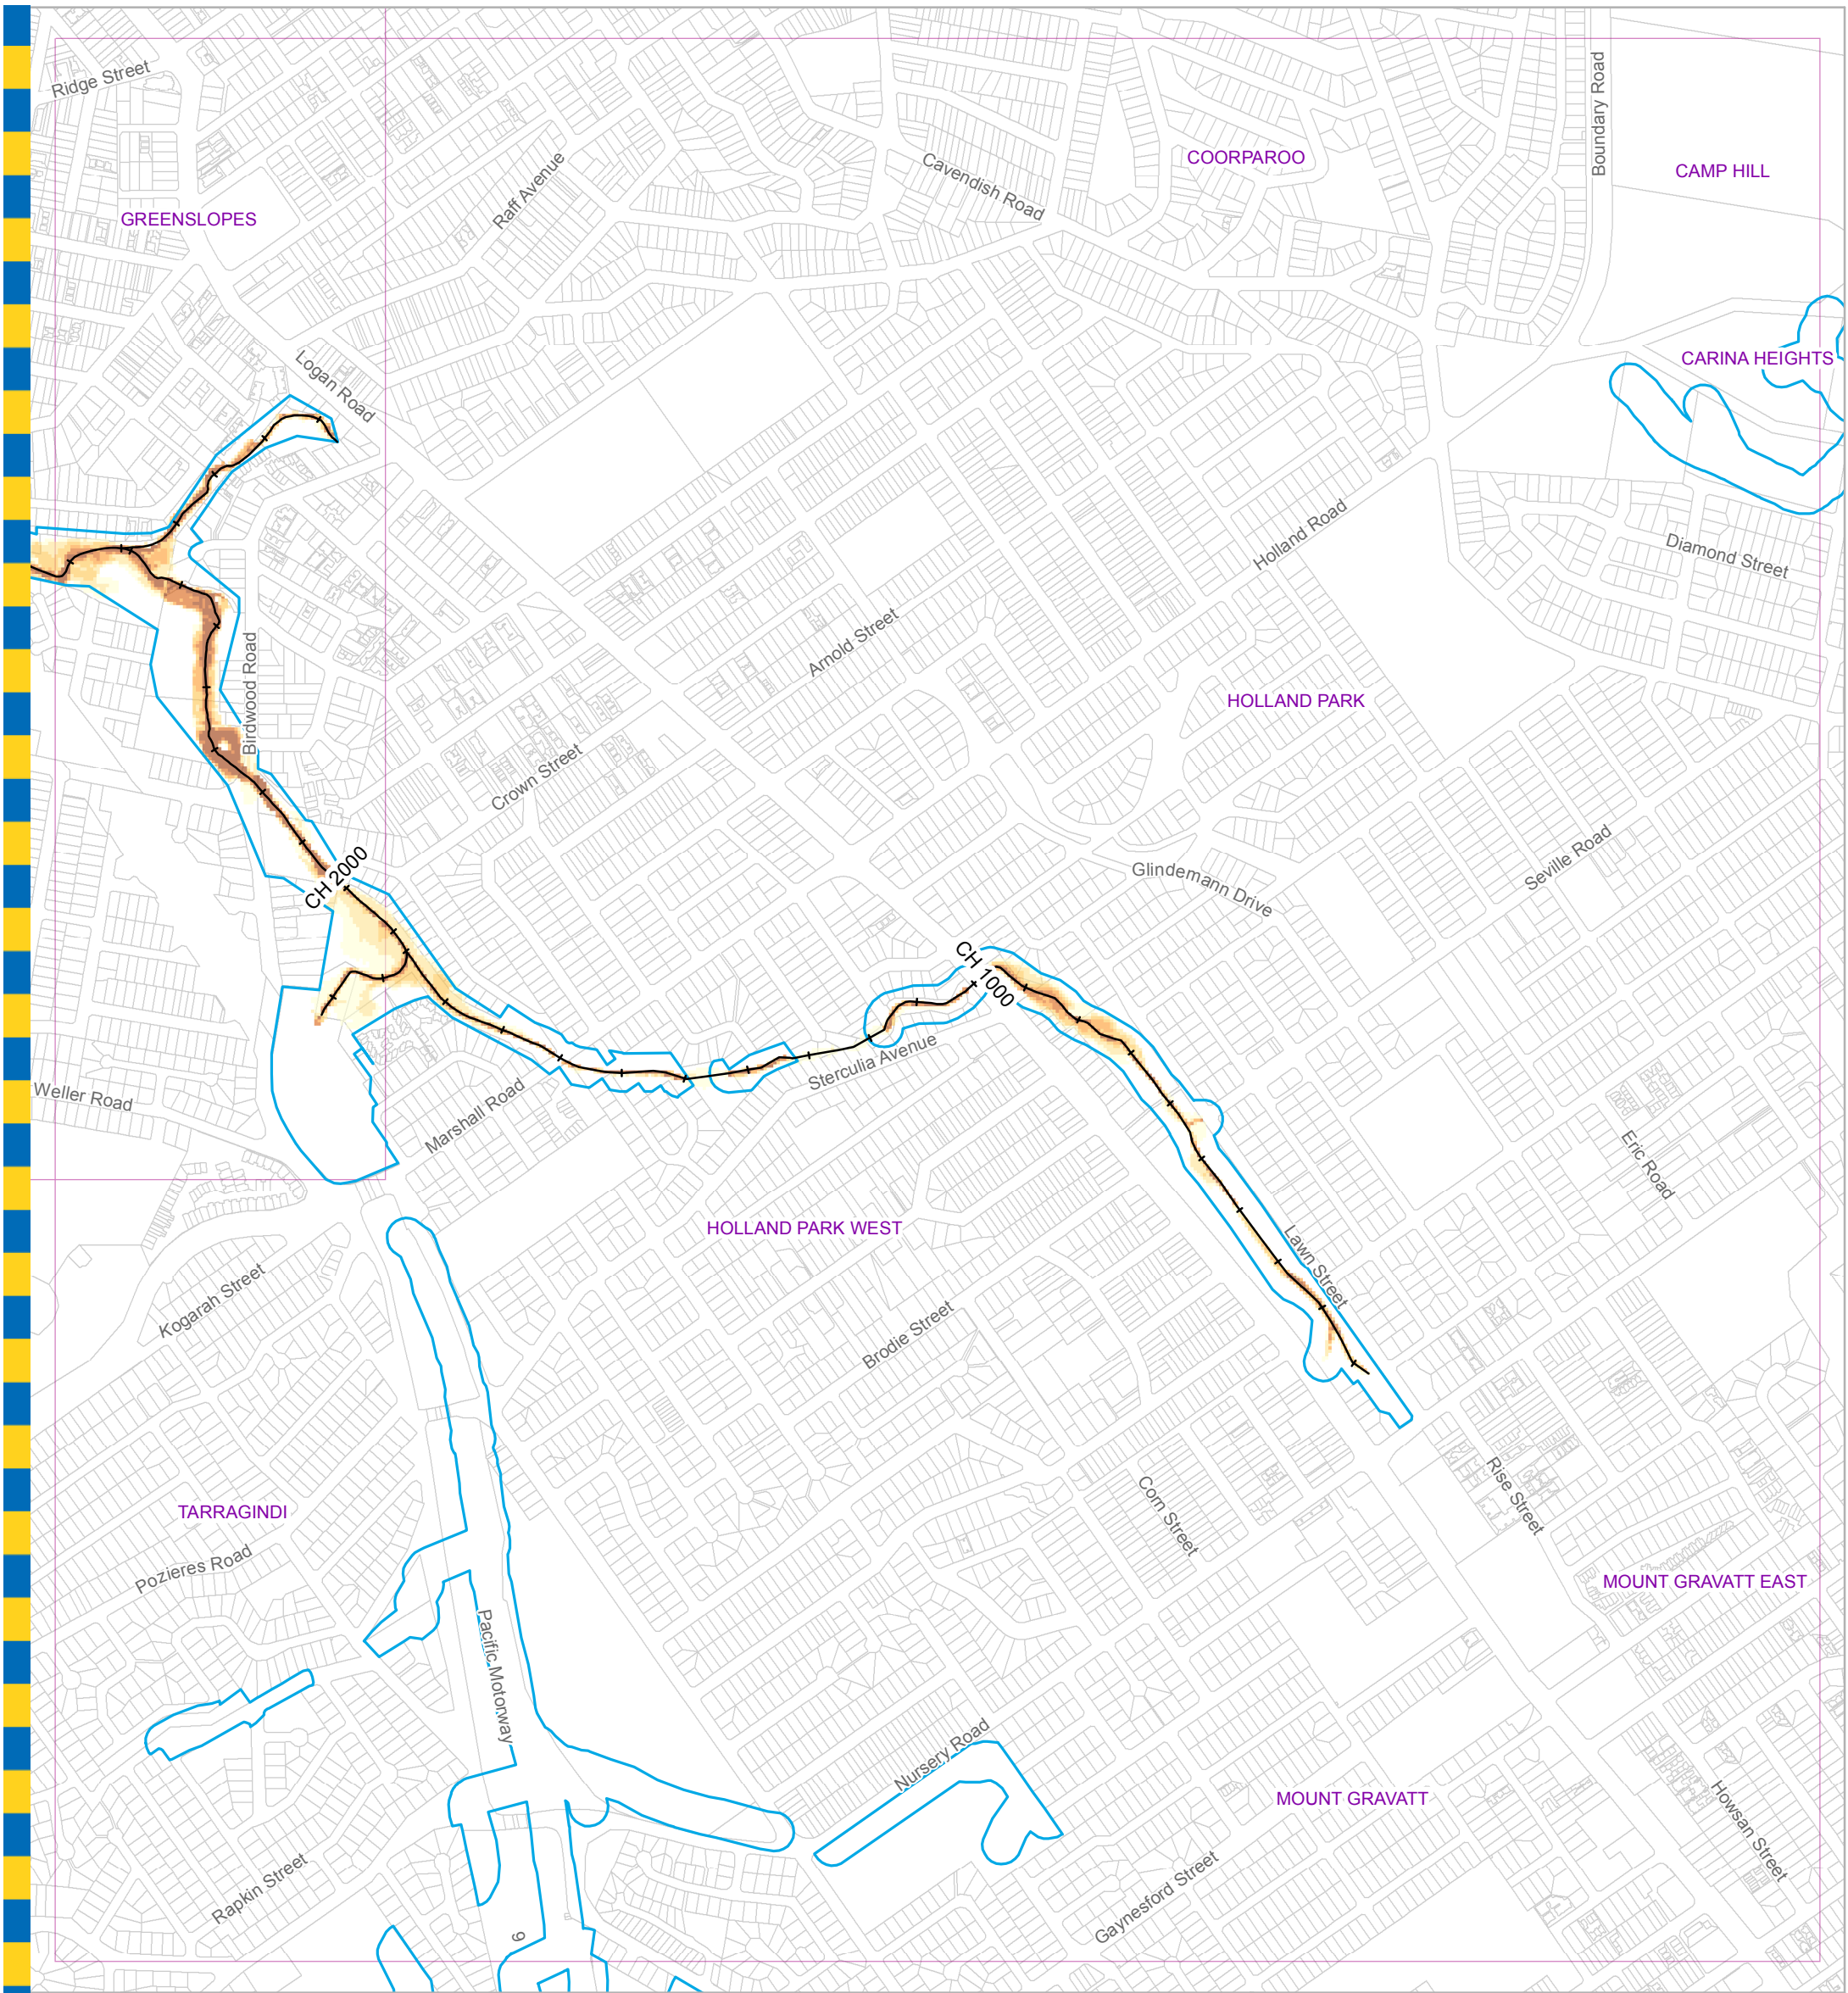 Ridge Street
Boundary Road
COORPAROO
CAMP HILL
Raff Avenue
Cavendish Road
GREENSLOPES
CARINA HEIGHTS
Logan Road
Holland Road
Diamond Street
Arnold Street
Birdwood Road
HOLLAND PARK
Crown Street
Seville Road
CH 2000
Glindemann Drive
CH 1000
Sterculia Avenue
Weller Road
Marshall Road
Eric Road
HOLLAND PARK WEST
Lawn Street
Kogarah Street
Brodie Street
TARRAGINDI
Corn Street
Rise Street
Pozieres Road
MOUNT GRAVATT EAST
Pacific Motorway
Nursery Road
MOUNT GRAVATT
Howsan Street
Rapkin Street
Gaynesford Street
9